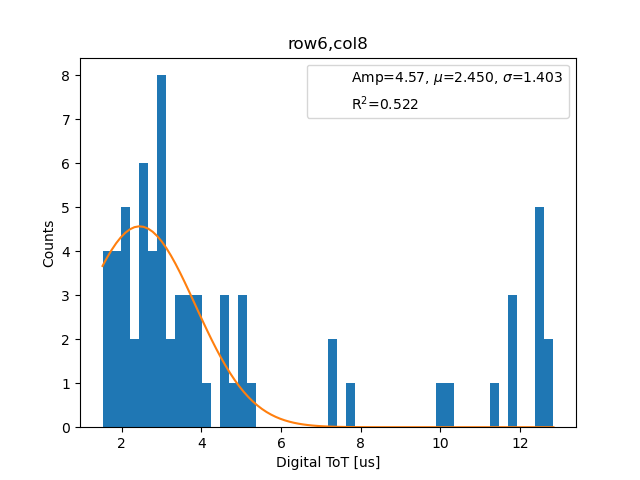 row6,col8
Amp=4.57, μ=2.450, σ=1.403
R²=0.522
Counts
8
7
6
5
4
3
2
1
0
2 4 6 8 10 12
Digital ToT [us]